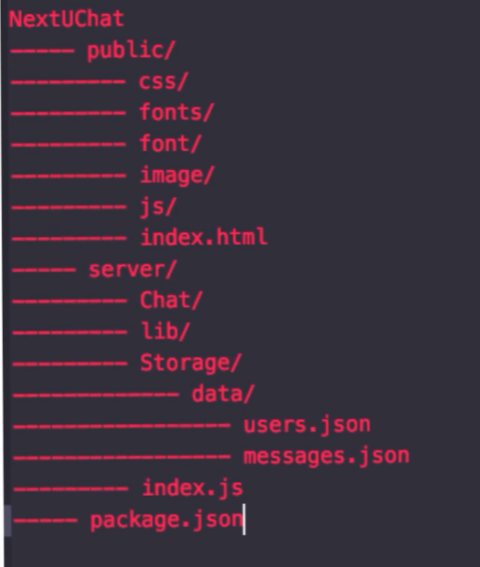 NextUChat
----- public/
--------- css/
--------- fonts/
--------- font/
--------- image/
--------- js/
--------- index.html
----- server/
--------- Chat/
--------- lib/
--------- Storage/
------------- data/
----------------- users.json
----------------- messages.json
--------- index.js
----- package.json